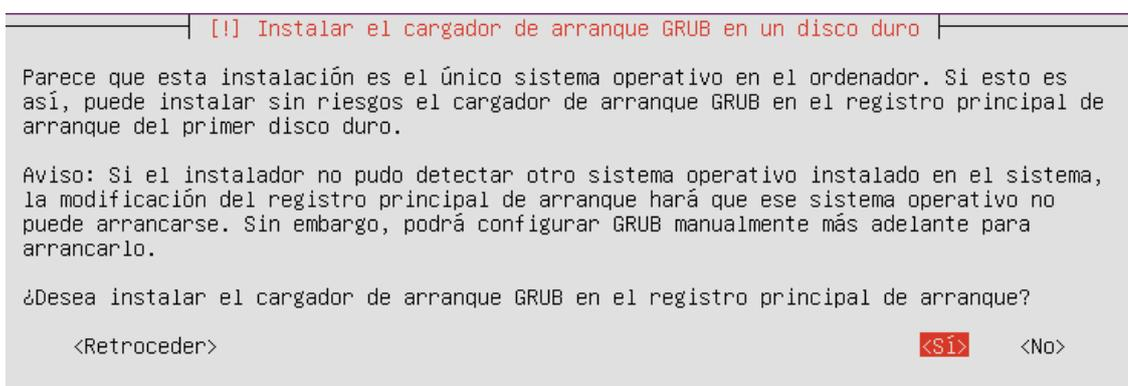 [!] Instalar el cargador de arranque GRUB en un disco duro
Parece que esta instalación es el único sistema operativo en el ordenador. Si esto es
así, puede instalar sin riesgos el cargador de arranque GRUB en el registro principal de
arranque del primer disco duro.
Aviso: Si el instalador no pudo detectar otro sistema operativo instalado en el sistema,
la modificación del registro principal de arranque hará que ese sistema operativo no
puede arrancarse. Sin embargo, podrá configurar GRUB manualmente más adelante para
arrancarlo.
¿Desea instalar el cargador de arranque GRUB en el registro principal de arranque?
<Retroceder> <Sí> <No>